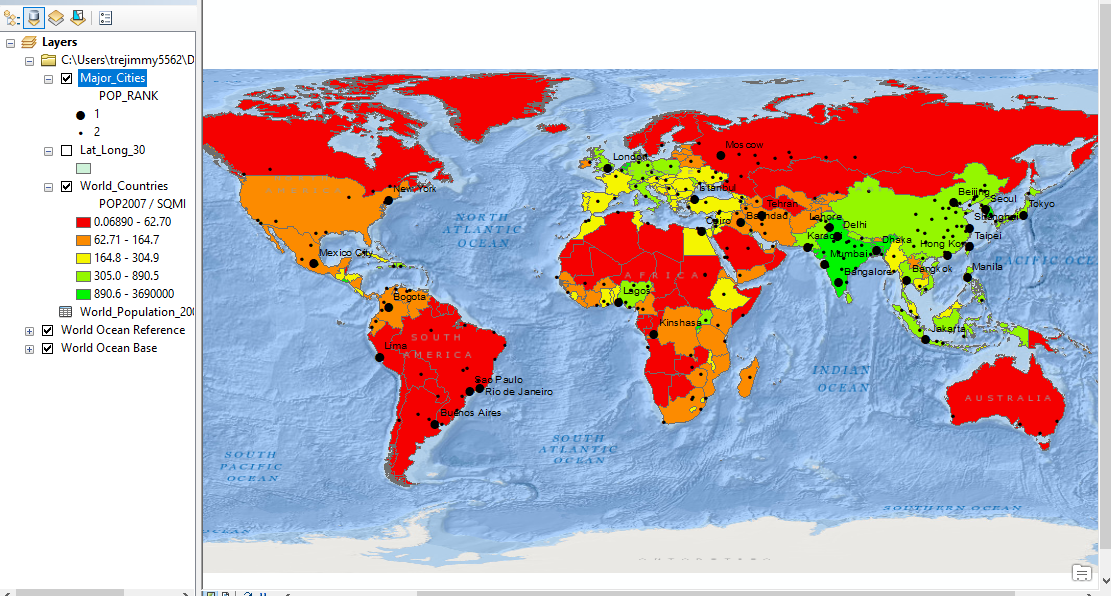 Layers
C:\Users\trejimmy5562\D
Major_Cities
POP_RANK
1
2
Lat_Long_30
World_Countries
POP2007 / SQMI
0.06890 - 62.70
62.71 - 164.7
164.8 - 304.9
305.0 - 890.5
890.6 - 3690000
World_Population_200
World Ocean Reference
World Ocean Base
Moscow
London
New York
Istanbul
Beijing
Seoul
Tokyo
Tehran
Baghdad
Cairo
Lahore
Shanghai
Delhi
Karac
Dhaka
Hong Ko
Taipei
Mumbai
Bangalore
Bangkok
Manila
Mexico City
Bogota
Lagos
Kinshasa
Jakarta
Lima
Sao Paulo
Rio de Janeiro
Buenos Aires
NORTH
ATLANTIC
OCEAN
PACIFIC OCE
AFRICA
SOUTH
AMERICA
INDIAN
OCEAN
AUSTRALIA
SOUTH
ATLANTIC
OCEAN
SOUTH
PACIFIC
OCEAN
SOUTHERN OCEAN